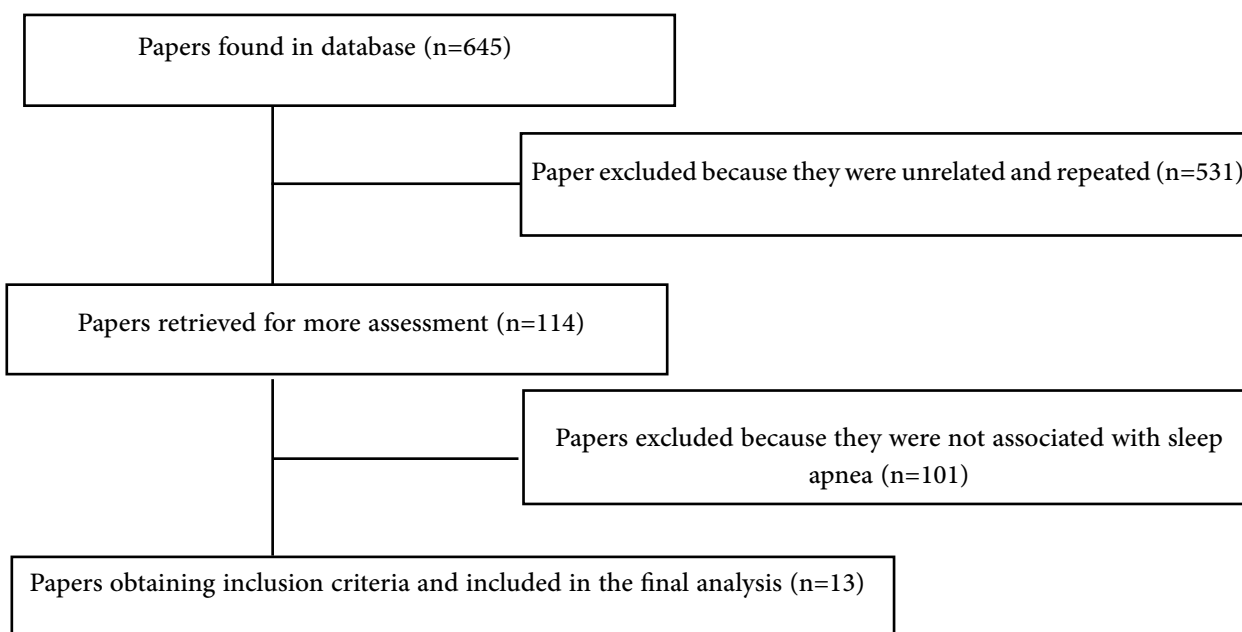 Papers found in database (n=645)
Paper excluded because they were unrelated and repeated (n=531)
Papers retrieved for more assessment (n=114)
Papers excluded because they were not associated with sleep
apnea (n=101)
Papers obtaining inclusion criteria and included in the final analysis (n=13)